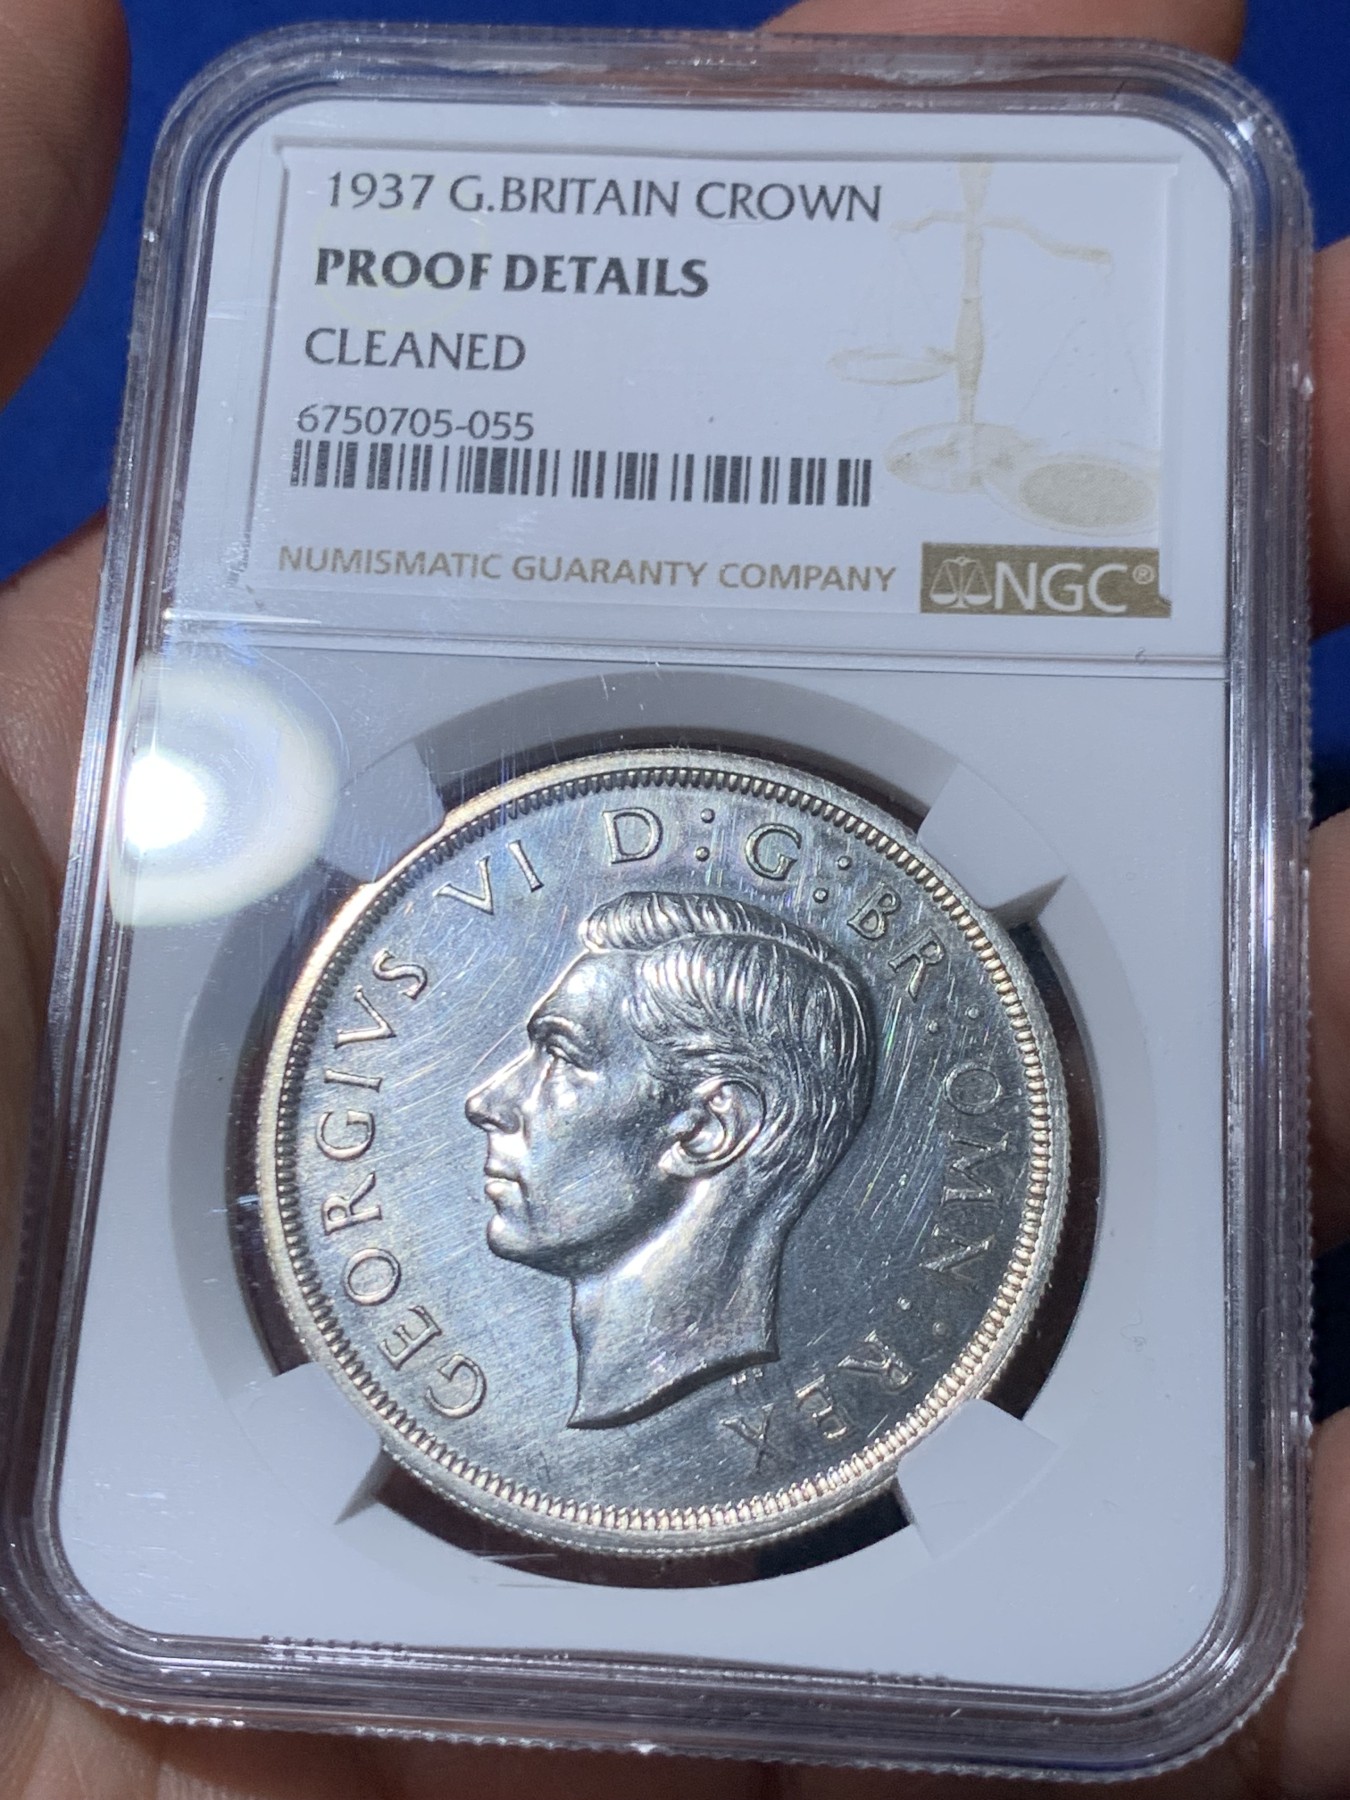 1937 G.BRITAIN CROWN
PROOF DETAILS
CLEANED
6750705-055
NUMISMATIC GUARANTY COMPANY
NGC®
GEORGIVS VI D:G:BR:OMN:REX